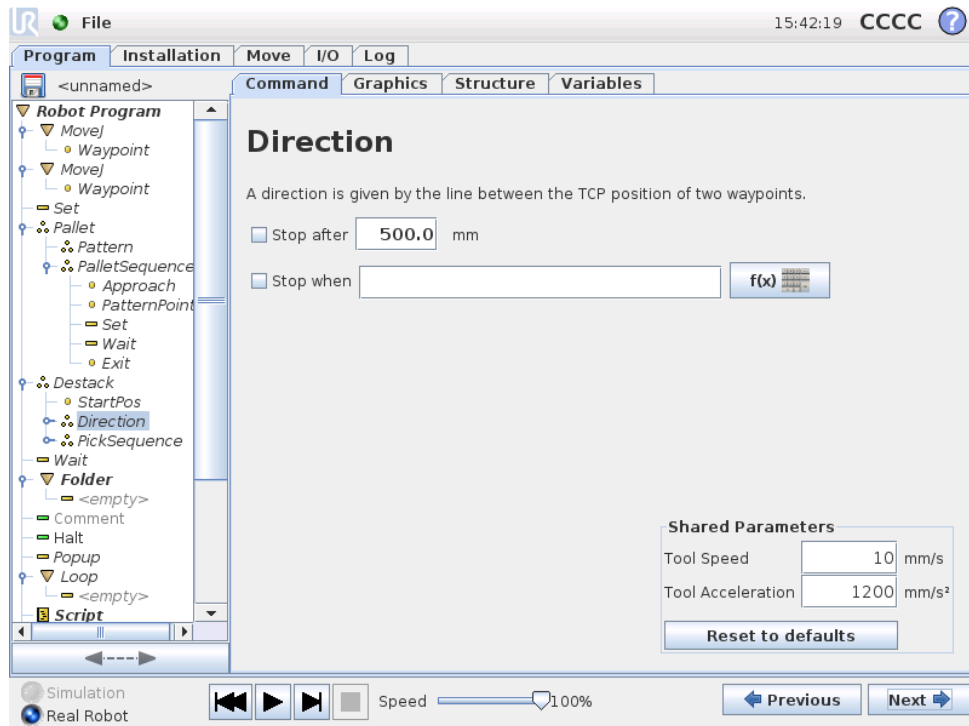 UR File 15:42:19 CCCC ?
Program Installation Move I/O Log
<unnamed>
Command Graphics Structure Variables
Robot Program
MoveJ
Waypoint
MoveJ
Waypoint
Set
Pallet
Pattern
PalletSequence
Approach
PatternPoint
Set
Wait
Exit
Destack
StartPos
Direction
PickSequence
Wait
Folder
<empty>
Comment
Halt
Popup
Loop
<empty>
Script
Direction
A direction is given by the line between the TCP position of two waypoints.
Stop after 500.0 mm
Stop when f(x)
Shared Parameters
Tool Speed 10 mm/s
Tool Acceleration 1200 mm/s²
Reset to defaults
Simulation
Real Robot
Speed 100%
Previous Next